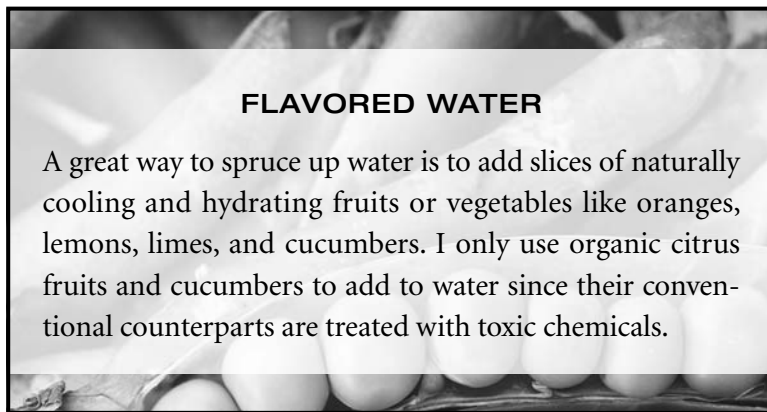 FLAVORED WATER
A great way to spruce up water is to add slices of naturally
cooling and hydrating fruits or vegetables like oranges,
lemons, limes, and cucumbers. I only use organic citrus
fruits and cucumbers to add to water since their conven-
tional counterparts are treated with toxic chemicals.